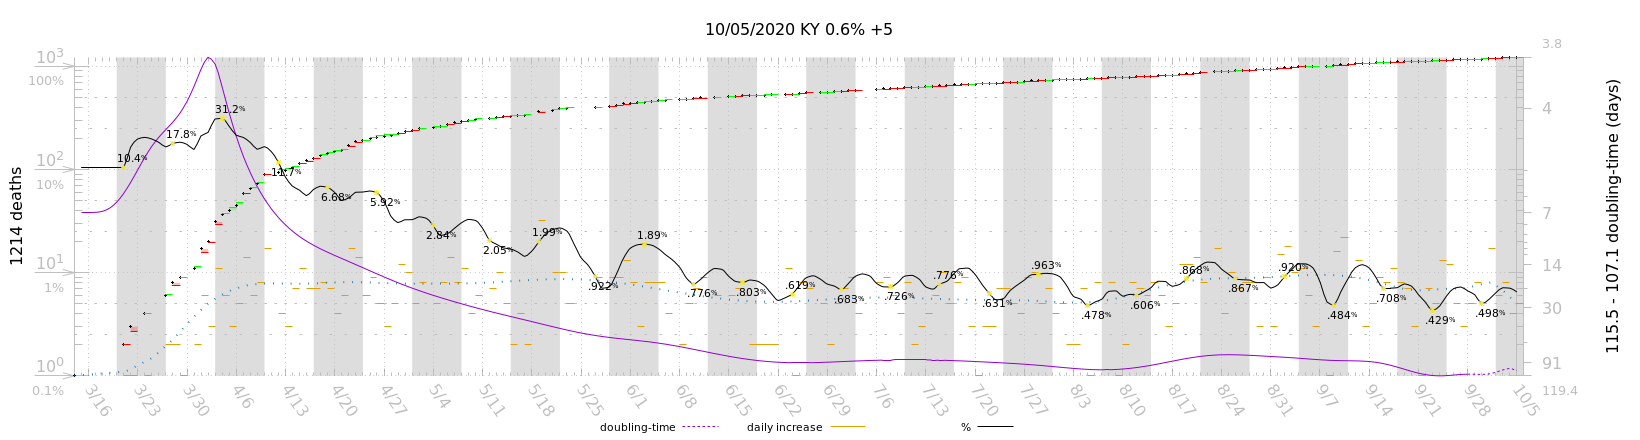 10/05/2020 KY 0.6% +5
10³ 3.8
100%
4
31.2%
17.8%
10.4%
10²
11.7%
10%
6.68% 5.92%
7
2.84% 2.05% 1.99% 1.89%
10¹ 14
1%
.922% .776% .803% .619% .683% .726% .776% .631% .963% .478% .606% .868% .867% .920% .484% .708% .429% .498%
30
10⁰ 91
0.1% 119.4
1214 deaths
115.5 - 107.1 doubling-time (days)
3/16 3/23 3/30 4/6 4/13 4/20 4/27 5/4 5/11 5/18 5/25 6/1 6/8 6/15 6/22 6/29 7/6 7/13 7/20 7/27 8/3 8/10 8/17 8/24 8/31 9/7 9/14 9/21 9/28 10/5
doubling-time daily increase %